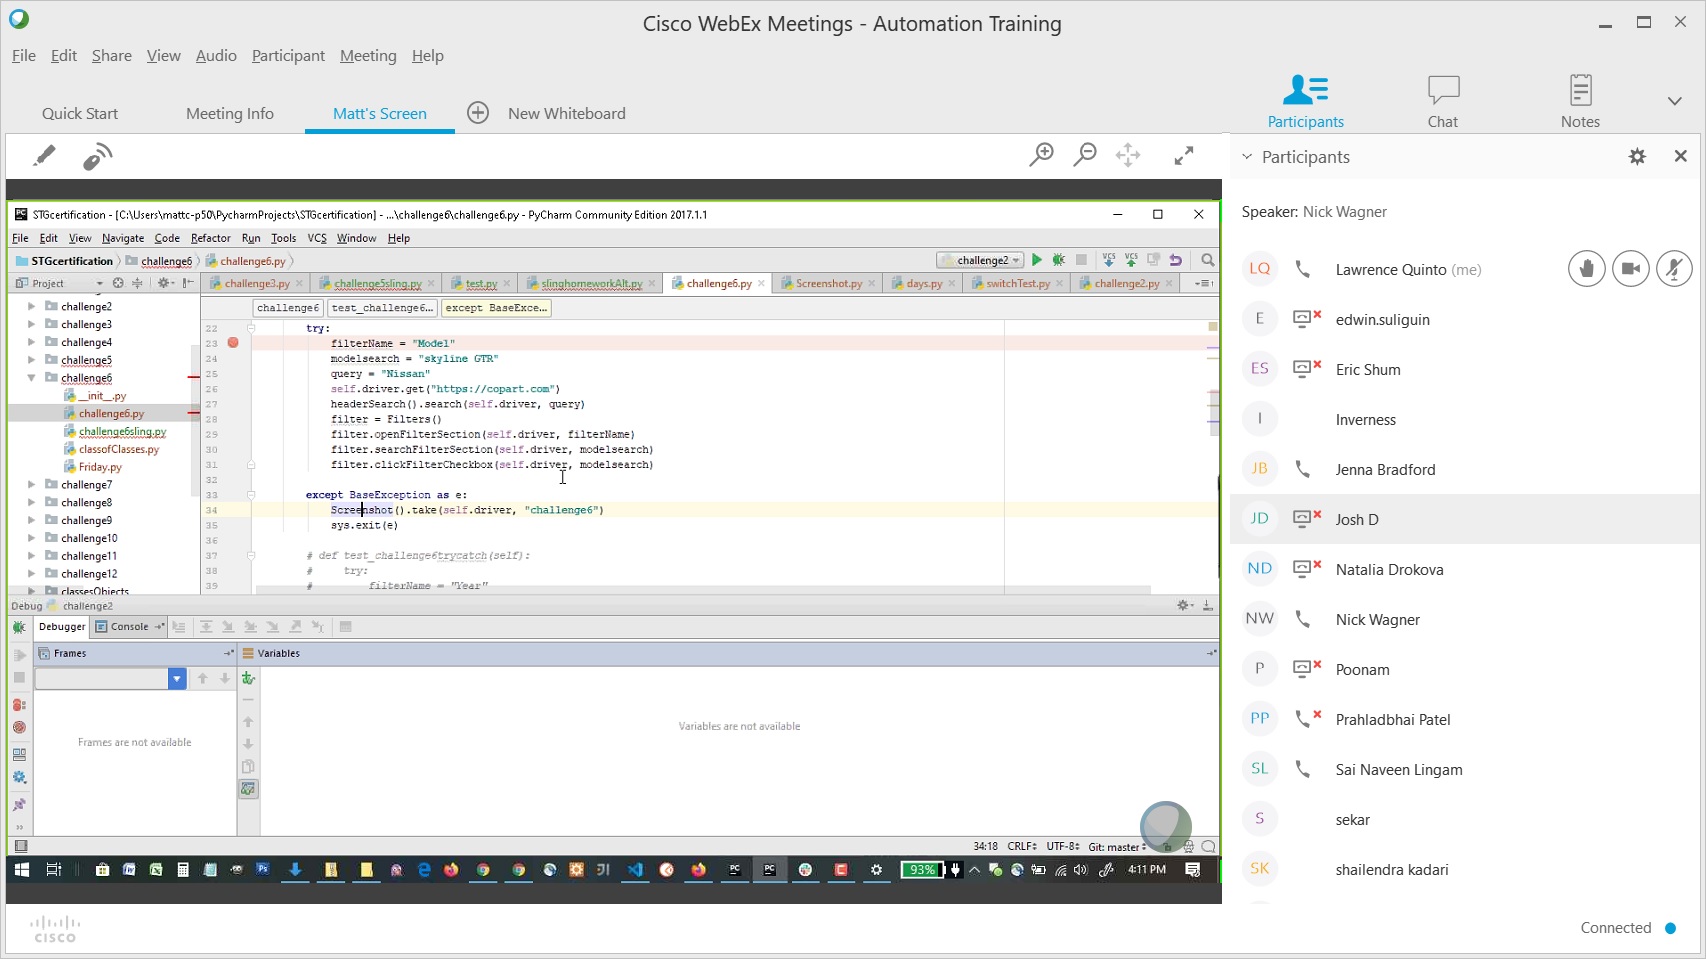 Cisco WebEx Meetings - Automation Training
File Edit Share View Audio Participant Meeting Help
Quick Start Meeting Info Matt's Screen New Whiteboard
Participants Chat Notes
Participants
Speaker: Nick Wagner
LQ Lawrence Quinto (me)
E edwin.suliguin
ES Eric Shum
I Inverness
JB Jenna Bradford
JD Josh D
ND Natalia Drokova
NW Nick Wagner
P Poonam
PP Prahladbhai Patel
SL Sai Naveen Lingam
S sekar
SK shailendra kadari
PC STGcertification - [C:\Users\mattc-p50\PycharmProjects\STGcertification] - ...\challenge6\challenge6.py - PyCharm Community Edition 2017.1.1
File Edit View Navigate Code Refactor Run Tools VCS Window Help
STGcertification challenge6 challenge6.py challenge2 VCS VCS
Project challenge3.py challenge5sling.py test.py slinghomeworkAlt.py challenge6.py Screenshot.py days.py switchTest.py challenge2.py
challenge6 test_challenge6... except BaseExce...
challenge2
challenge3
challenge4
challenge5
challenge6
__init__.py
challenge6.py
challenge6sling.py
classofClasses.py
Friday.py
challenge7
challenge8
challenge9
challenge10
challenge11
challenge12
classesObjects
22 try:
23 filterName = "Model"
24 modelsearch = "skyline GTR"
25 query = "Nissan"
26 self.driver.get("https://copart.com")
27 headerSearch().search(self.driver, query)
28 filter = Filters()
29 filter.openFilterSection(self.driver, filterName)
30 filter.searchFilterSection(self.driver, modelsearch)
31 filter.clickFilterCheckbox(self.driver, modelsearch)
32
33 except BaseException as e:
34 Screenshot().take(self.driver, "challenge6")
35 sys.exit(e)
36
37 # def test_challenge6trycatch(self):
38 # try:
39 # filterName = "Year"
Debug challenge2
Debugger Console
Frames Variables
Frames are not available
Variables are not available
34:18 CRLF UTF-8 Git: master
93% 4:11 PM
CISCO
Connected